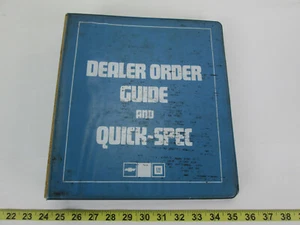 DEALER ORDER
GUIDE
AND
QUICK-SPEC
22 23 24 25 26 27 28 29 30 31 32 33 34 35 36 37 38